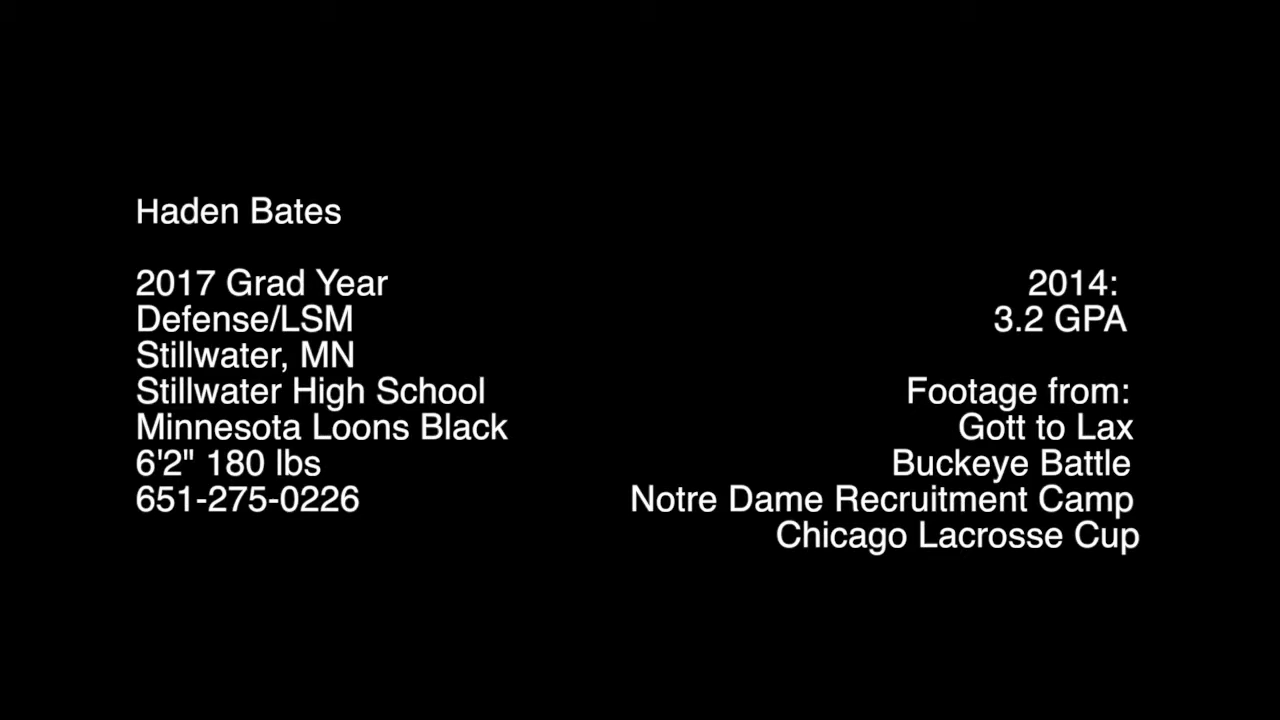 Haden Bates
2017 Grad Year
Defense/LSM
Stillwater, MN
Stillwater High School
Minnesota Loons Black
6'2" 180 lbs
651-275-0226
2014:
3.2 GPA
Footage from:
Gott to Lax
Buckeye Battle
Notre Dame Recruitment Camp
Chicago Lacrosse Cup